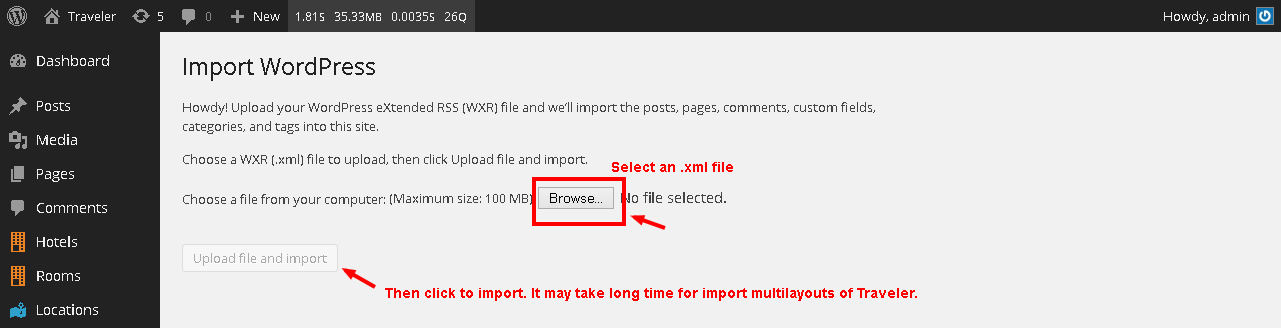 Traveler 5 0 New 1.81S 35.33MB 0.0035S 26Q Howdy, admin
Dashboard
Posts
Media
Pages
Comments
Hotels
Rooms
Locations
Import WordPress
Howdy! Upload your WordPress eXtended RSS (WXR) file and we'll import the posts, pages, comments, custom fields,
categories, and tags into this site.
Choose a WXR (.xml) file to upload, then click Upload file and import.
Select an .xml file
Choose a file from your computer: (Maximum size: 100 MB) Browse... No file selected.
Upload file and import
Then click to import. It may take long time for import multilayouts of Traveler.